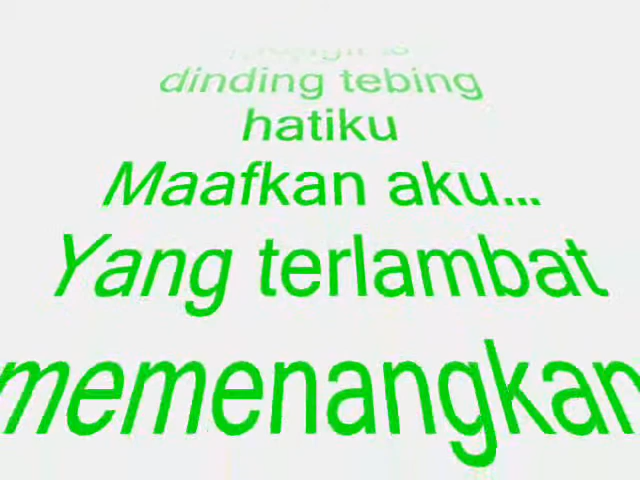 dinding tebing
hatiku
Maafkan aku...
Yang terlambat
memenangkan